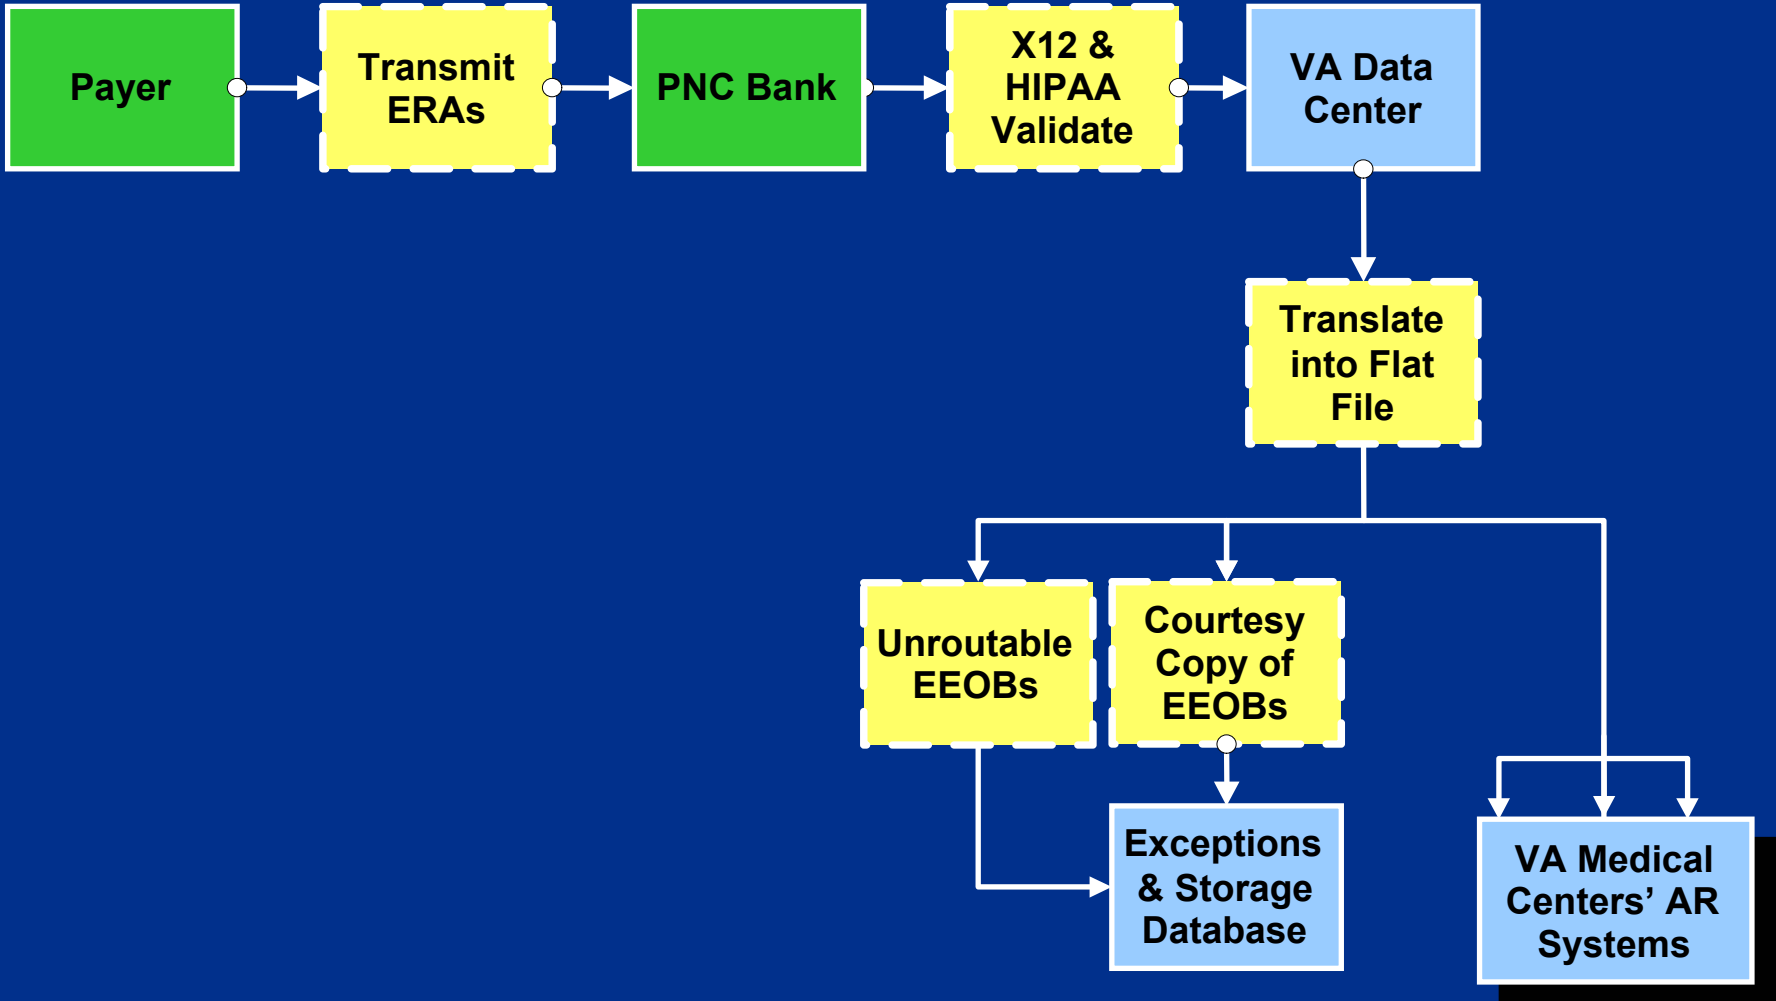 Payer
Transmit
ERAs
PNC Bank
X12 &
HIPAA
Validate
VA Data
Center
Translate
into Flat
File
Unroutable
EEOBs
Courtesy
Copy of
EEOBs
Exceptions
& Storage
Database
VA Medical
Centers’ AR
Systems